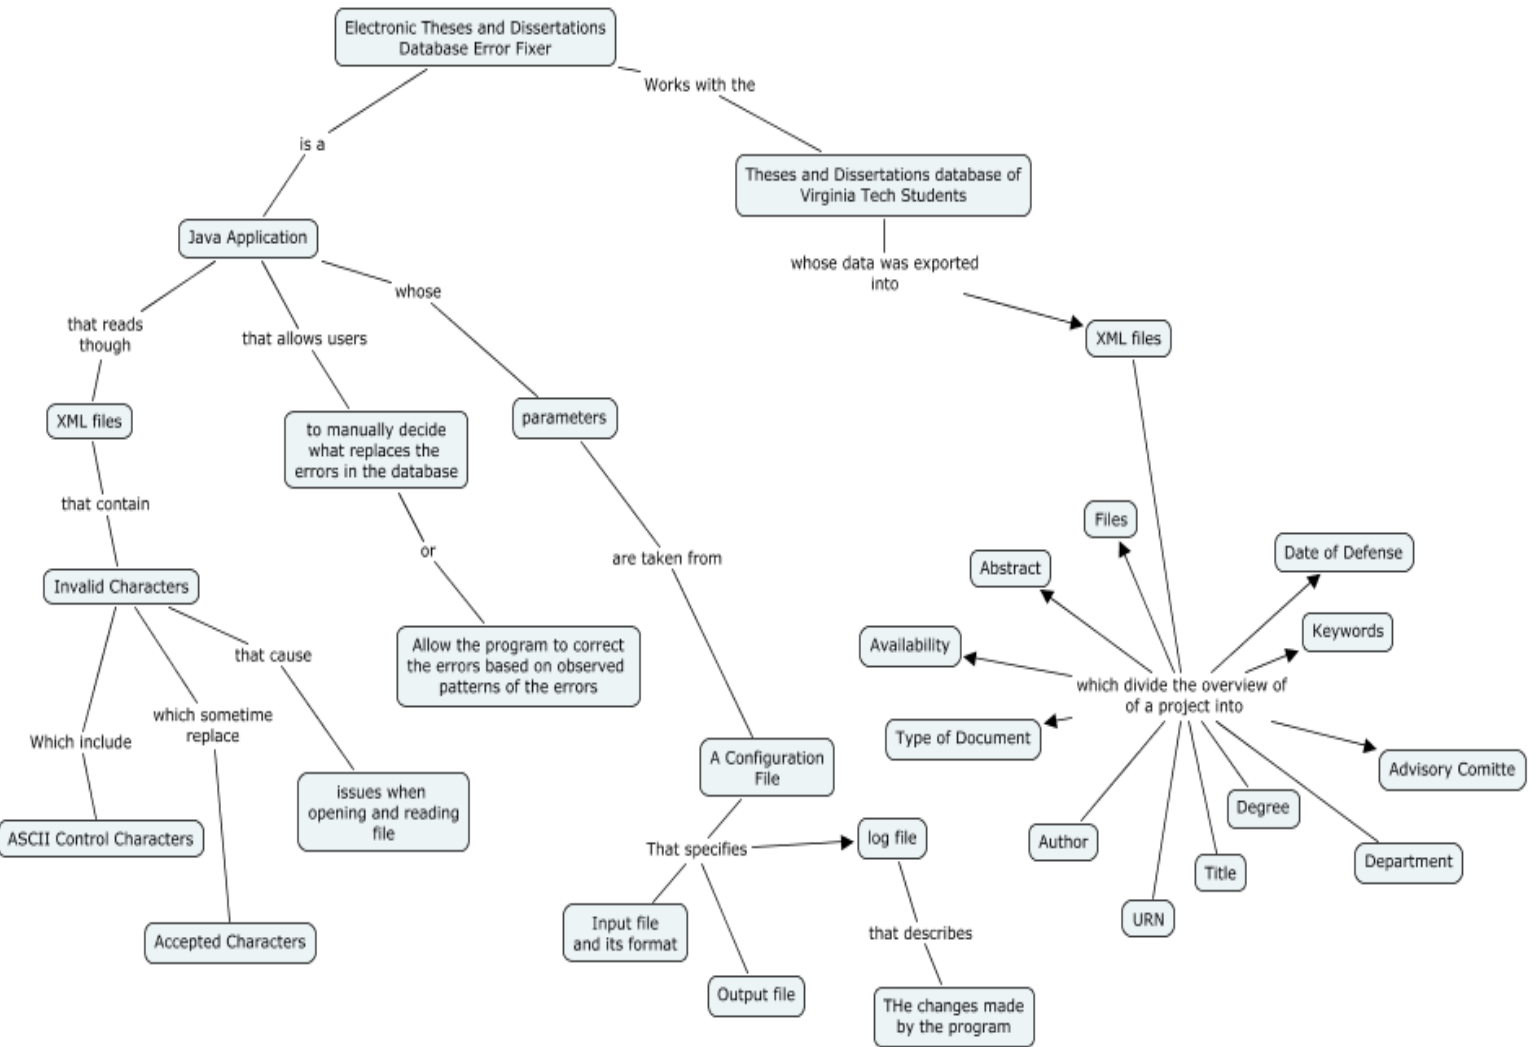 Electronic Theses and Dissertations
Database Error Fixer
Works with the
is a
Theses and Dissertations database of
Virginia Tech Students
Java Application
whose data was exported
into
whose
that reads
though
that allows users
XML files
XML files
to manually decide
what replaces the
errors in the database
parameters
that contain
or
are taken from
Files
Date of Defense
Abstract
Invalid Characters
Keywords
Availability
that cause
Allow the program to correct
the errors based on observed
patterns of the errors
which divide the overview of
of a project into
which sometime
replace
Which include
Type of Document
A Configuration
File
Advisory Comitte
issues when
opening and reading
file
Degree
ASCII Control Characters
That specifies
log file
Author
Title
Department
Input file
and its format
URN
Accepted Characters
that describes
Output file
THe changes made
by the program